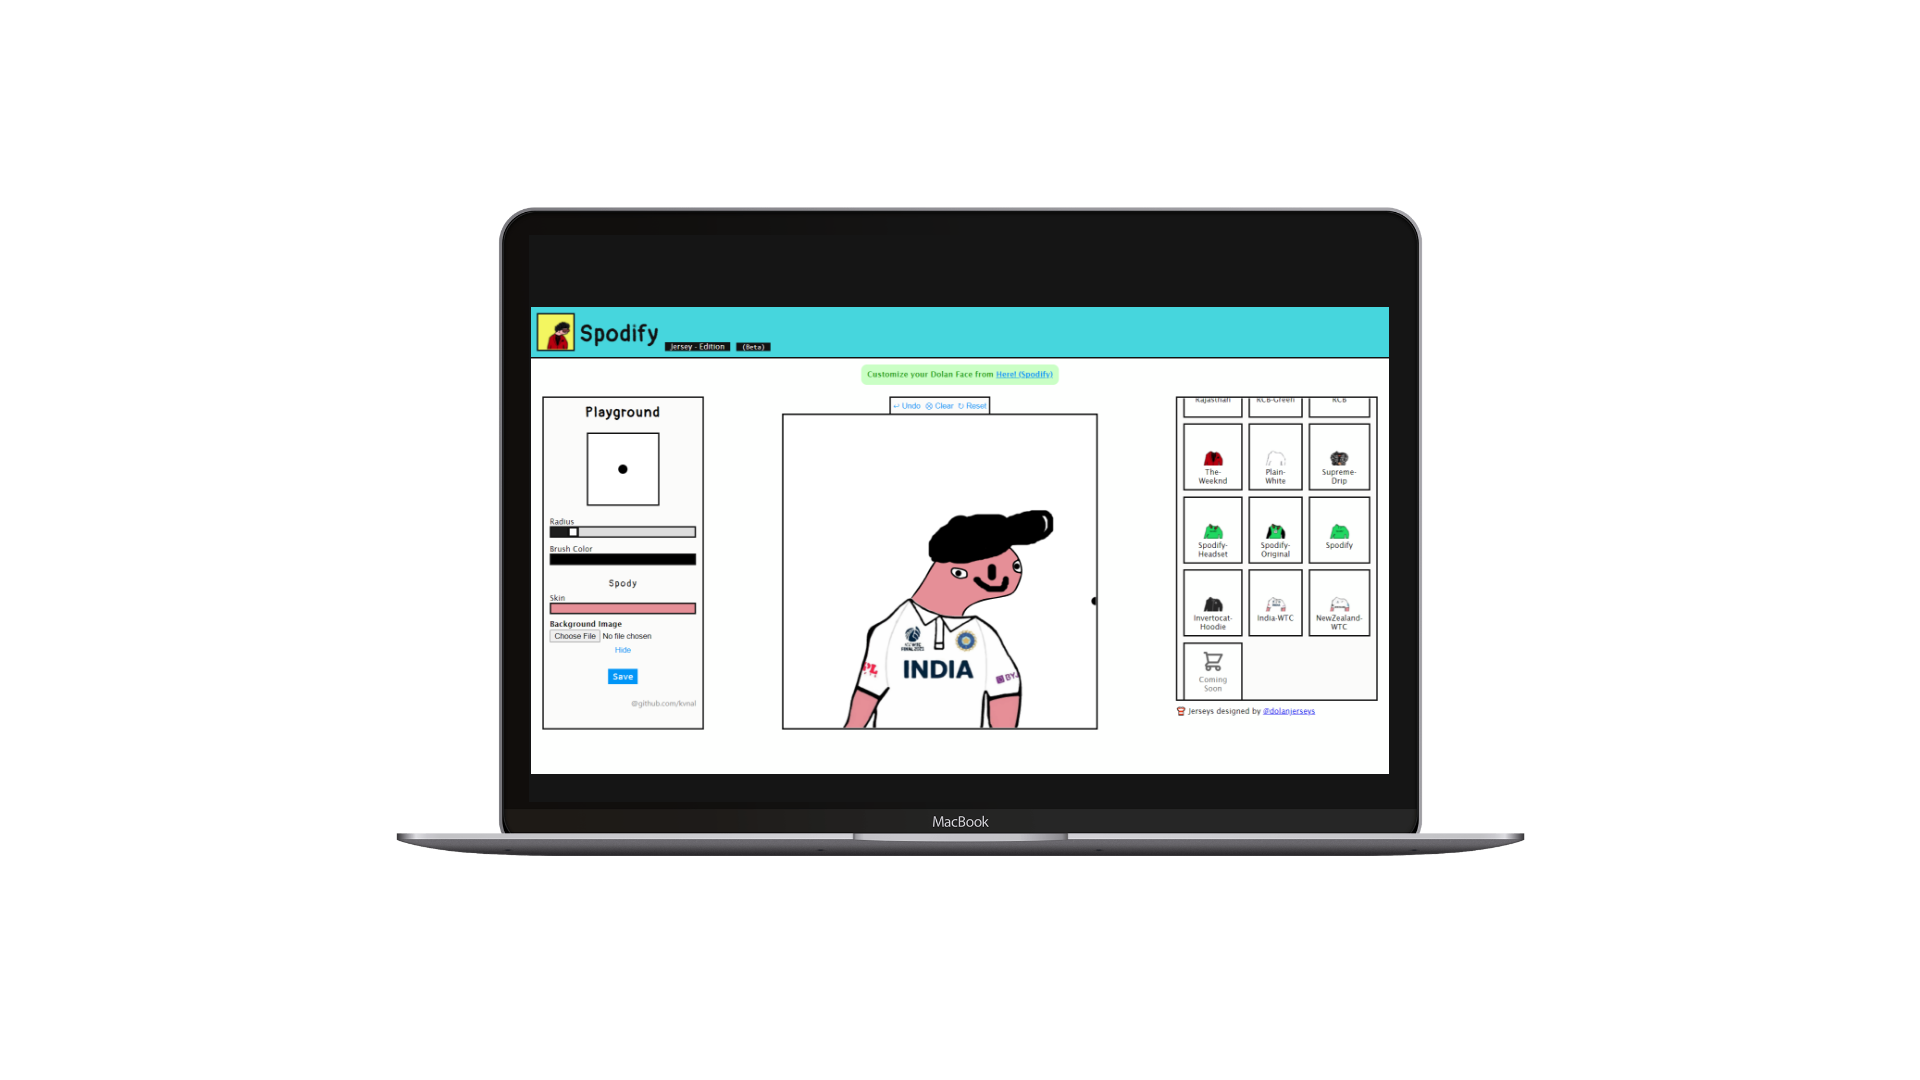 Spodify
Jersey - Edition
(Beta)
Customize your Dolan Face from Here! (Spodify)
Playground
Radius
Brush Color
Spody
Skin
Background Image
Choose File No file chosen
Hide
Save
Undo Clear Reset
INDIA
Rajasthan
RCB-Green
RCB
The-
Weeknd
Plain-
White
Supreme-
Drip
Spodify-
Headset
Spodify-
Original
Spodify
Invertocat-
Hoodie
India-WTC
NewZealand-
WTC
Coming
Soon
Jerseys designed by @dolanjerseys
MacBook